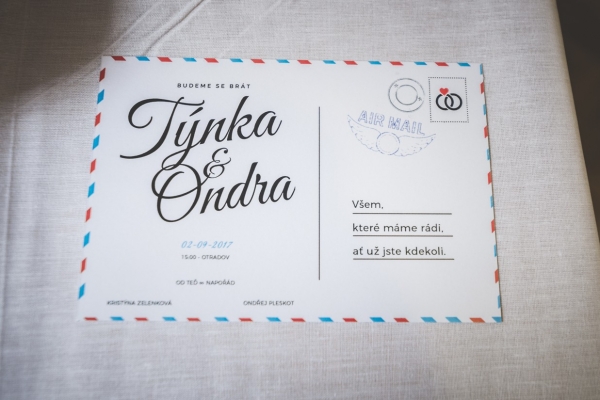 BUDEME SE BRÁT
Týnka
&
Ondra
02-09-2017
13:00 - OTRADOV
OD TEĎ ∞ NAPOŘÁD
KRISTÝNA ZELENKOVÁ
ONDŘEJ PLESKOT
AIR MAIL
Všem,
které máme rádi,
ať už jste kdekoli.